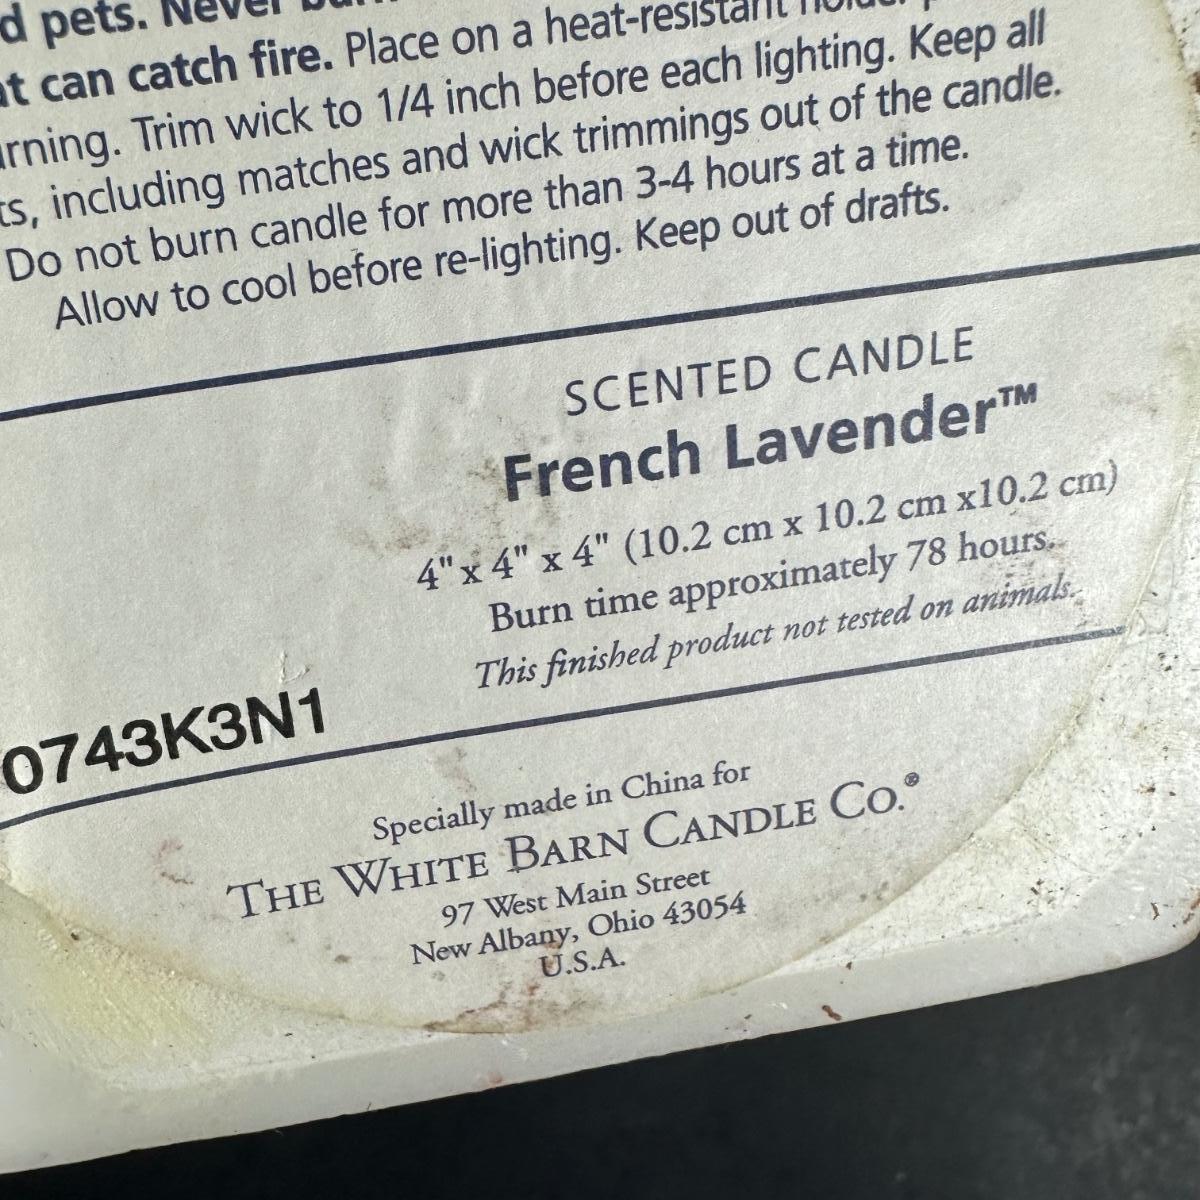 d pets. Never
at can catch fire. Place on a heat-resistant holder
rning. Trim wick to 1/4 inch before each lighting. Keep all
ts, including matches and wick trimmings out of the candle.
Do not burn candle for more than 3-4 hours at a time.
Allow to cool before re-lighting. Keep out of drafts.
SCENTED CANDLE
French Lavender™
4" x 4" x 4" (10.2 cm x 10.2 cm x10.2 cm)
Burn time approximately 78 hours.
This finished product not tested on animals.
0743K3N1
Specially made in China for
THE WHITE BARN CANDLE CO.®
97 West Main Street
New Albany, Ohio 43054
U.S.A.